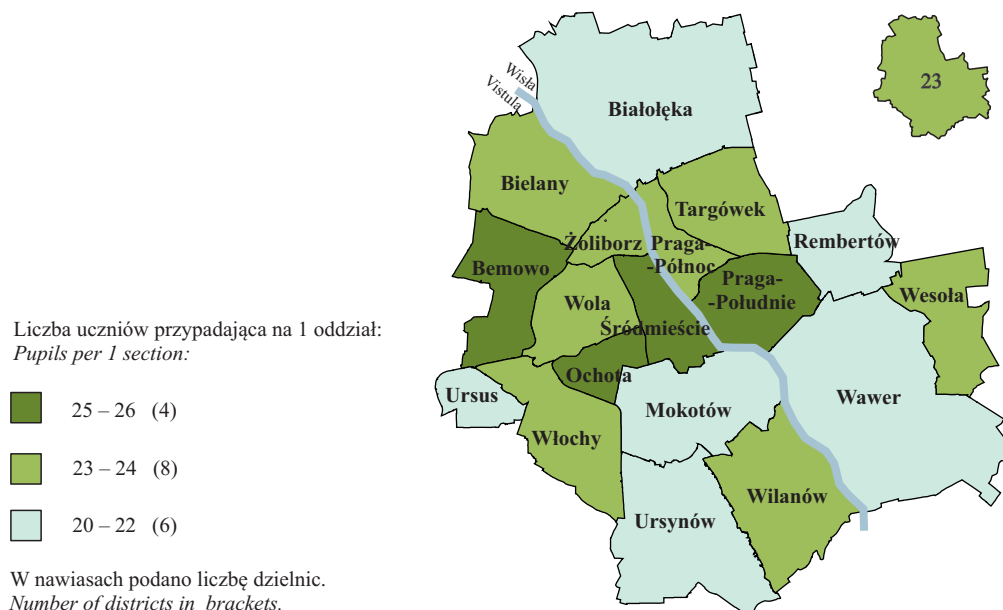 23
Wisła
Vistula
Białołęka
Bielany
Targówek
Żoliborz
Praga-
-Północ
Rembertów
Bemowo
Praga-
-Południe
Wesoła
Wola
Śródmieście
Ochota
Ursus
Mokotów
Wawer
Włochy
Wilanów
Ursynów
Liczba uczniów przypadająca na 1 oddział:
Pupils per 1 section:
25 – 26 (4)
23 – 24 (8)
20 – 22 (6)
W nawiasach podano liczbę dzielnic.
Number of districts in brackets.